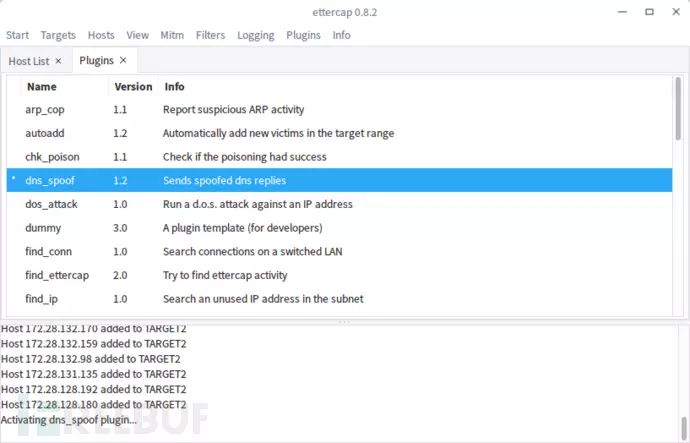 ettercap 0.8.2
Start Targets Hosts View Mitm Filters Logging Plugins Info
Host List × Plugins ×
Name Version Info
arp_cop 1.1 Report suspicious ARP activity
autoadd 1.2 Automatically add new victims in the target range
chk_poison 1.1 Check if the poisoning had success
* dns_spoof 1.2 Sends spoofed dns replies
dos_attack 1.0 Run a d.o.s. attack against an IP address
dummy 3.0 A plugin template (for developers)
find_conn 1.0 Search connections on a switched LAN
find_ettercap 2.0 Try to find ettercap activity
find_ip 1.0 Search an unused IP address in the subnet
Host 172.28.132.170 added to TARGET2
Host 172.28.132.159 added to TARGET2
Host 172.28.132.98 added to TARGET2
Host 172.28.131.135 added to TARGET2
Host 172.28.128.192 added to TARGET2
Host 172.28.128.180 added to TARGET2
Activating dns_spoof plugin...
REEBUF